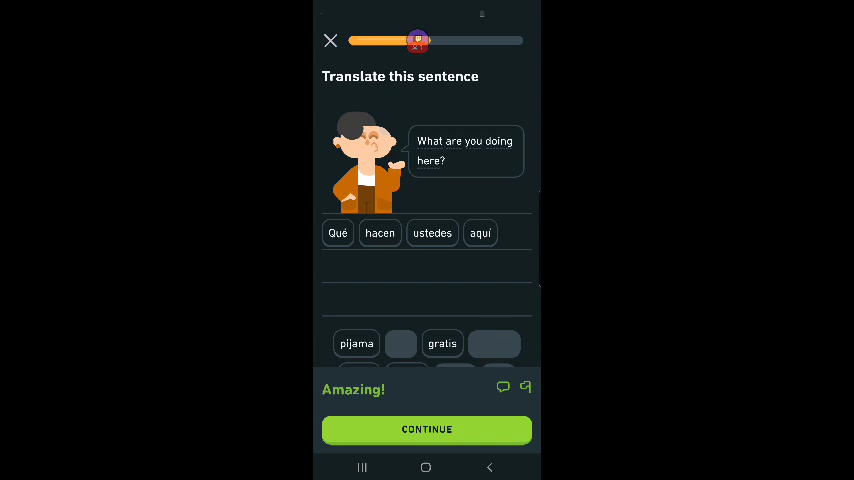 Translate this sentence
What are you doing
here?
Qué hacen ustedes aquí
pijama gratis
Amazing!
CONTINUE